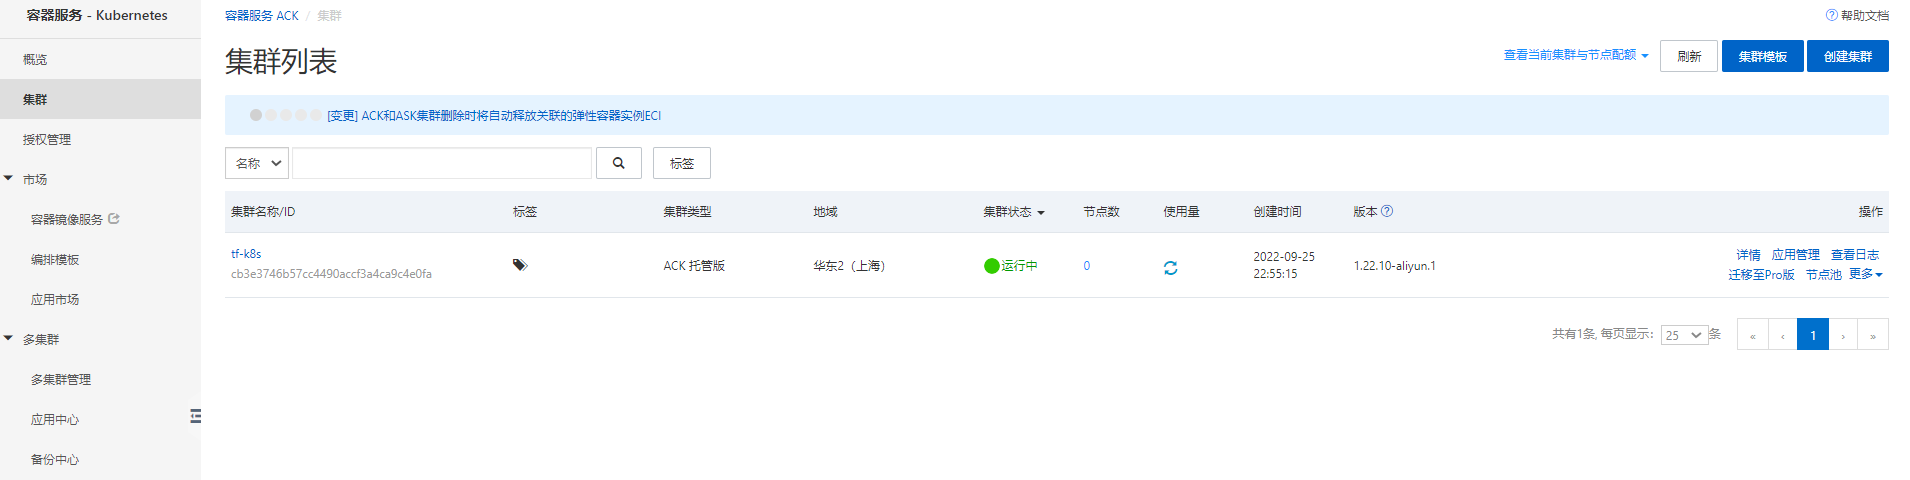 容器服务 - Kubernetes
概览
集群
授权管理
市场
容器镜像服务
编排模板
应用市场
多集群
多集群管理
应用中心
备份中心
容器服务 ACK / 集群
帮助文档
集群列表
查看当前集群与节点配额
刷新
集群模板
创建集群
[变更] ACK和ASK集群删除时将自动释放关联的弹性容器实例ECI
名称
标签
集群名称/ID 标签 集群类型 地域 集群状态 节点数 使用量 创建时间 版本 操作
tf-k8s
cb3e3746b57cc4490accf3a4ca9c4e0fa
ACK 托管版
华东2（上海）
运行中
0
2022-09-25
22:55:15
1.22.10-aliyun.1
详情 应用管理 查看日志
迁移至Pro版 节点池 更多
共有1条, 每页显示: 25 条 « ‹ 1 › »